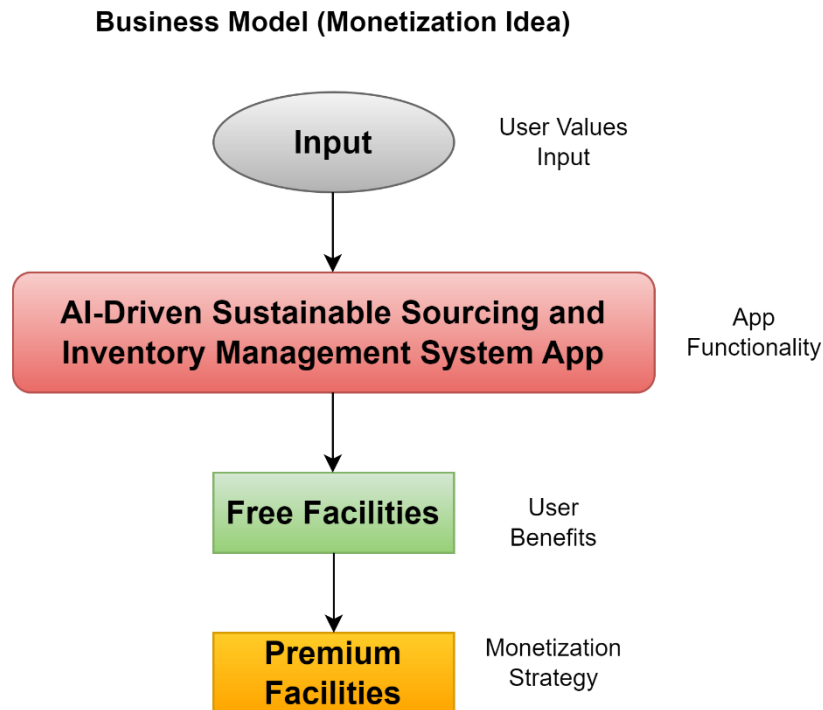 Business Model (Monetization Idea)
Input
User Values
Input
AI-Driven Sustainable Sourcing and
Inventory Management System App
App
Functionality
Free Facilities
User
Benefits
Premium
Facilities
Monetization
Strategy